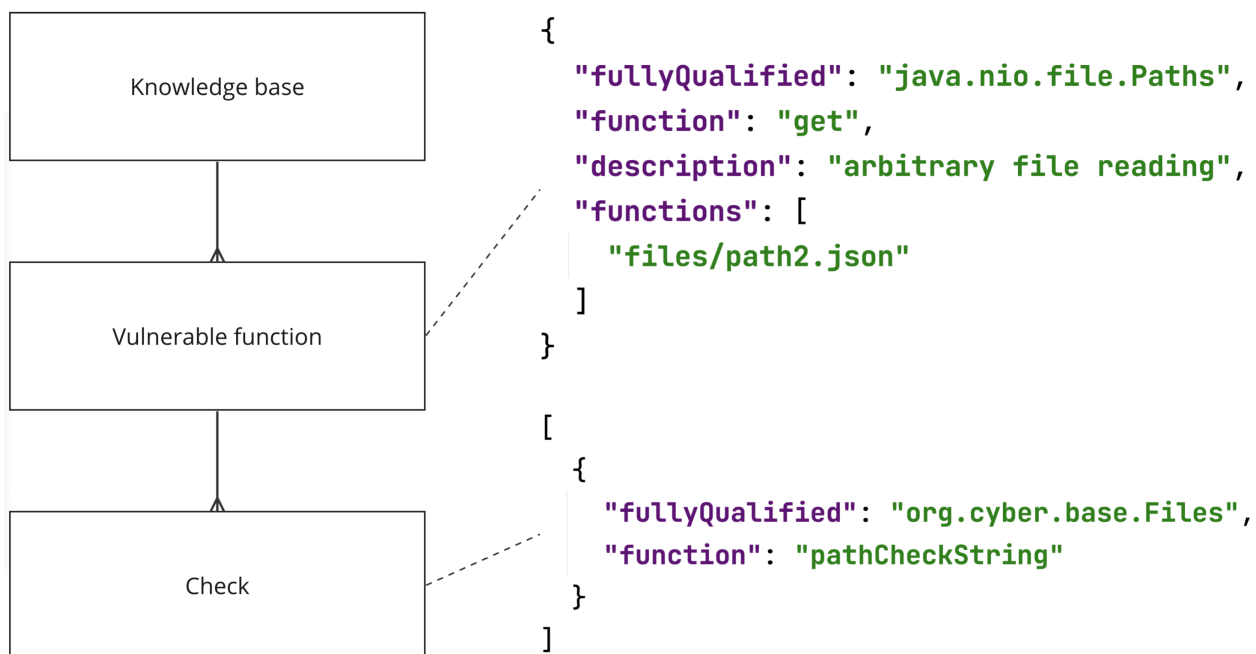 Knowledge base
Vulnerable function
Check
{
"fullyQualified": "java.nio.file.Paths",
"function": "get",
"description": "arbitrary file reading",
"functions": [
"files/path2.json"
]
}
[
{
"fullyQualified": "org.cyber.base.Files",
"function": "pathCheckString"
}
]